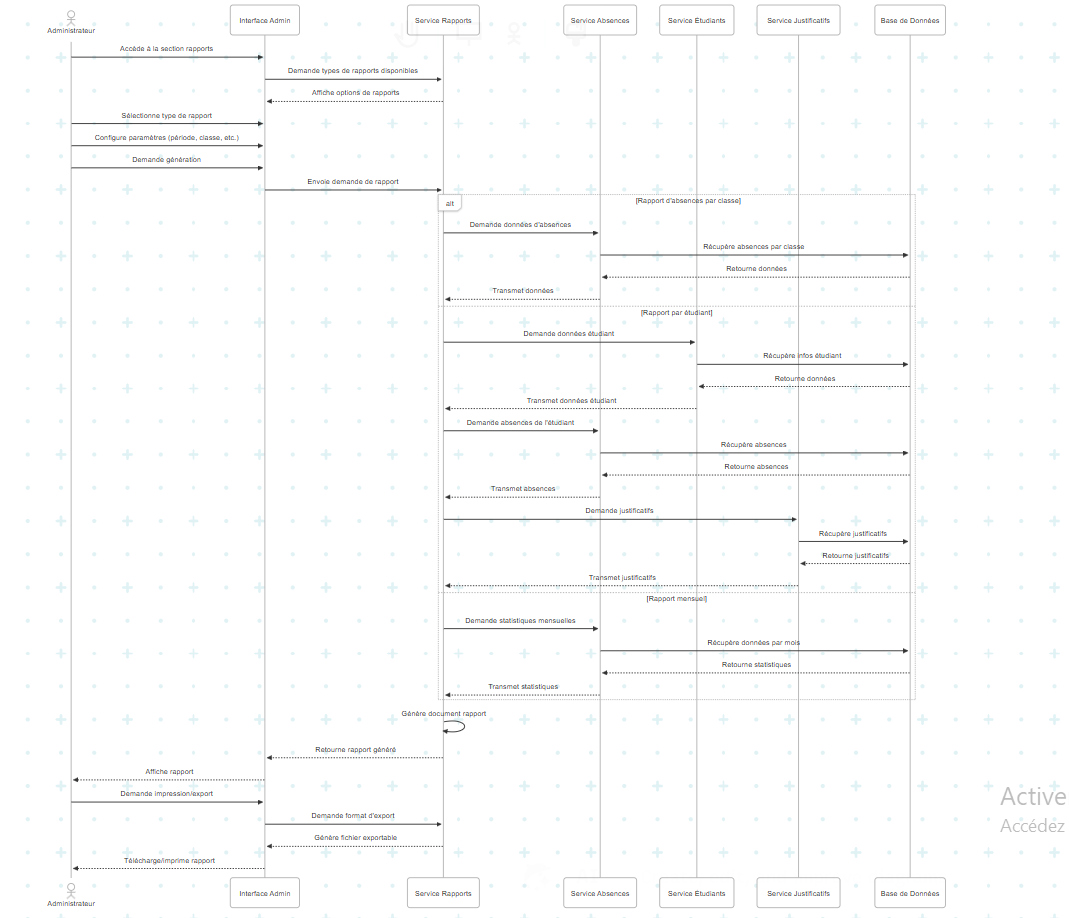 Administrateur
Interface Admin
Service Rapports
Service Absences
Service Étudiants
Service Justificatifs
Base de Données
Accède à la section rapports
Demande types de rapports disponibles
Affiche options de rapports
Sélectionne type de rapport
Configure paramètres (période, classe, etc.)
Demande génération
Envoie demande de rapport
alt
[Rapport d'absences par classe]
Demande données d'absences
Récupère absences par classe
Retourne données
Transmet données
[Rapport par étudiant]
Demande données étudiant
Récupère infos étudiant
Retourne données
Transmet données étudiant
Demande absences de l'étudiant
Récupère absences
Retourne absences
Transmet absences
Demande justificatifs
Récupère justificatifs
Retourne justificatifs
Transmet justificatifs
[Rapport mensuel]
Demande statistiques mensuelles
Récupère données par mois
Retourne statistiques
Transmet statistiques
Génère document rapport
Retourne rapport généré
Affiche rapport
Demande impression/export
Active
Demande format d'export
Accédez
Génère fichier exportable
Télécharge/imprime rapport
Administrateur
Interface Admin
Service Rapports
Service Absences
Service Étudiants
Service Justificatifs
Base de Données